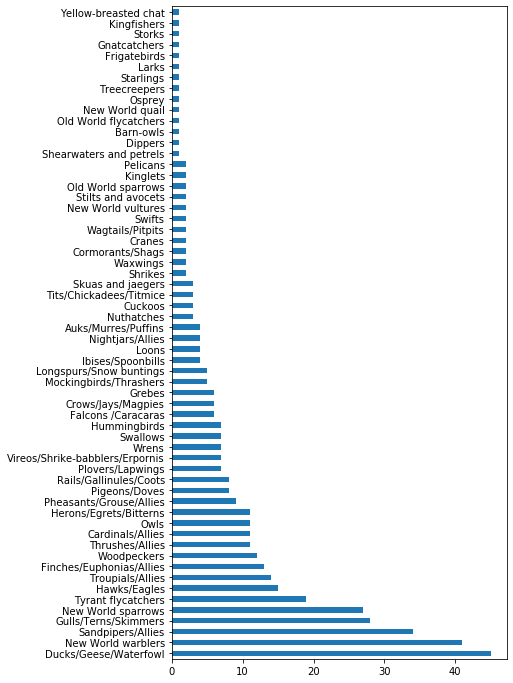 Yellow-breasted chat
Kingfishers
Storks
Gnatcatchers
Frigatebirds
Larks
Starlings
Treecreepers
Osprey
New World quail
Old World flycatchers
Barn-owls
Dippers
Shearwaters and petrels
Pelicans
Kinglets
Old World sparrows
Stilts and avocets
New World vultures
Swifts
Wagtails/Pitpits
Cranes
Cormorants/Shags
Waxwings
Shrikes
Skuas and jaegers
Tits/Chickadees/Titmice
Cuckoos
Nuthatches
Auks/Murres/Puffins
Nightjars/Allies
Loons
Ibises/Spoonbills
Longspurs/Snow buntings
Mockingbirds/Thrashers
Grebes
Crows/Jays/Magpies
Falcons /Caracaras
Hummingbirds
Swallows
Wrens
Vireos/Shrike-babblers/Erpornis
Plovers/Lapwings
Rails/Gallinules/Coots
Pigeons/Doves
Pheasants/Grouse/Allies
Herons/Egrets/Bitterns
Owls
Cardinals/Allies
Thrushes/Allies
Woodpeckers
Finches/Euphonias/Allies
Troupials/Allies
Hawks/Eagles
Tyrant flycatchers
New World sparrows
Gulls/Terns/Skimmers
Sandpipers/Allies
New World warblers
Ducks/Geese/Waterfowl
0 10 20 30 40